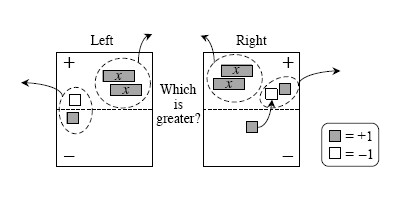 Left
Right
+
x
x
Which
is
greater?
−
x
x
+
−
= +1
= −1